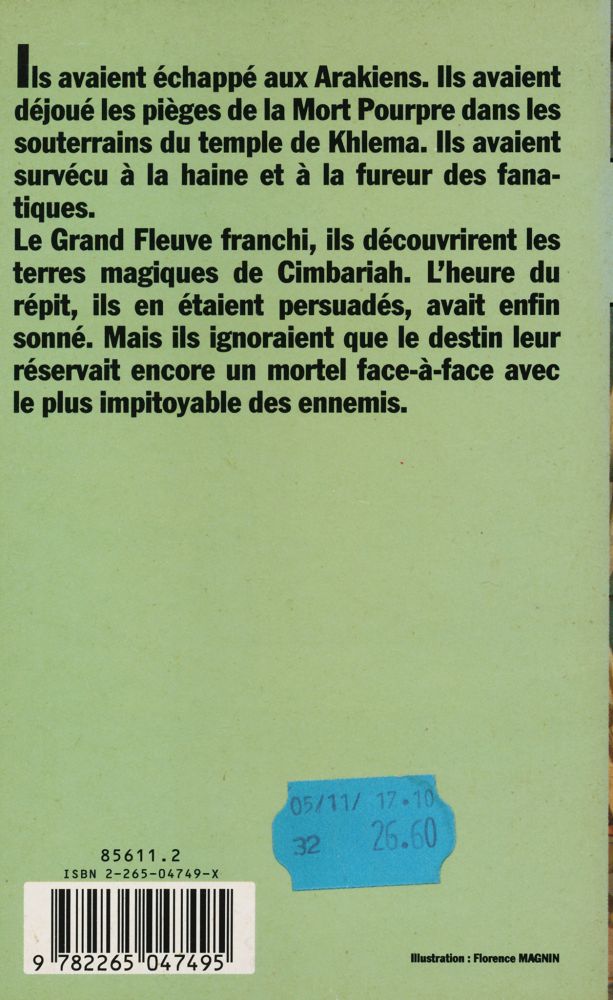 Ils avaient échappé aux Arakiens. Ils avaient
déjoué les pièges de la Mort Pourpre dans les
souterrains du temple de Khlema. Ils avaient
survécu à la haine et à la fureur des fana-
tiques.
Le Grand Fleuve franchi, ils découvrirent les
terres magiques de Cimbariah. L'heure du
répit, ils en étaient persuadés, avait enfin
sonné. Mais ils ignoraient que le destin leur
réservait encore un mortel face-à-face avec
le plus impitoyable des ennemis.
05/11/ 17.10
32 26.60
85611.2
ISBN 2-265-04749-X
9 782265 047495
Illustration : Florence MAGNIN